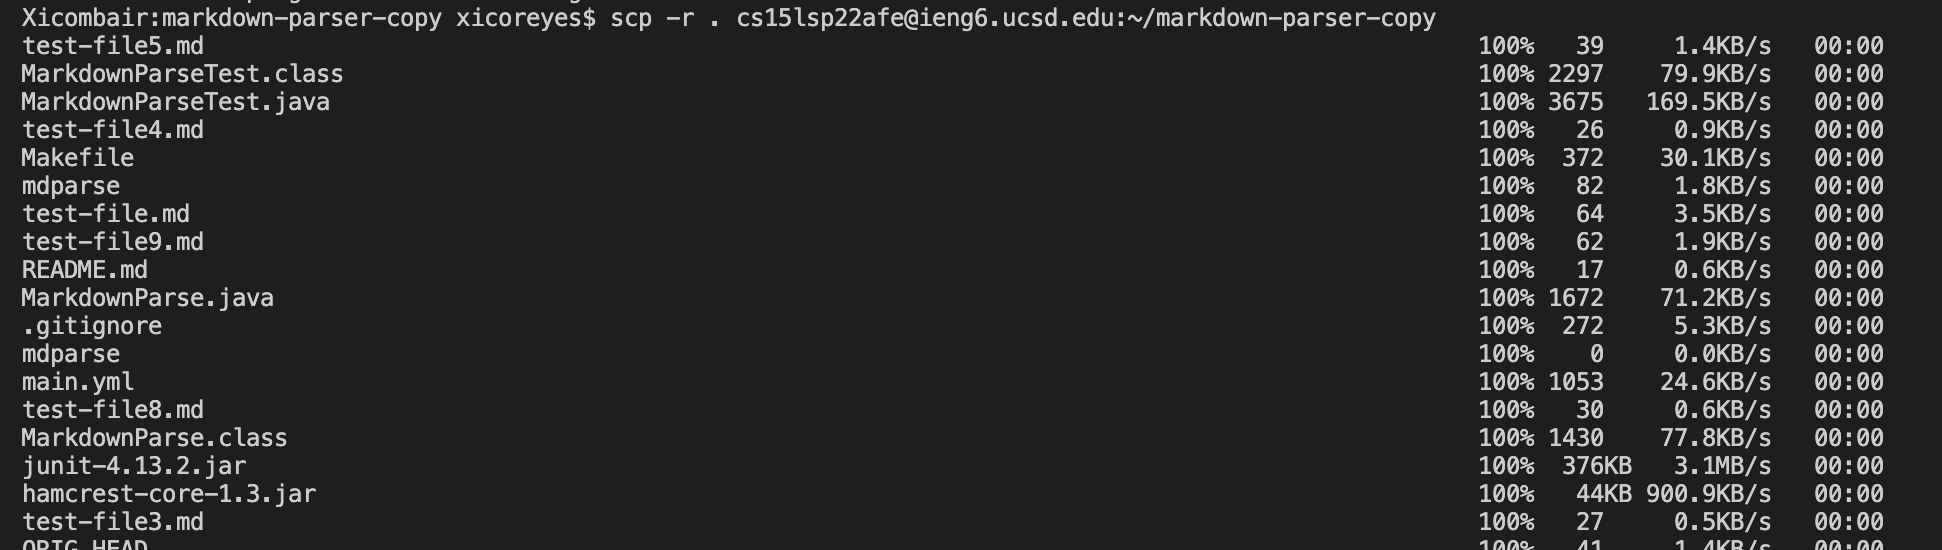 Xicombair:markdown-parser-copy xicoreyes$ scp -r . cs15lsp22afe@ieng6.ucsd.edu:~/markdown-parser-copy
test-file5.md 100% 39 1.4KB/s 00:00
MarkdownParseTest.class 100% 2297 79.9KB/s 00:00
MarkdownParseTest.java 100% 3675 169.5KB/s 00:00
test-file4.md 100% 26 0.9KB/s 00:00
Makefile 100% 372 30.1KB/s 00:00
mdparse 100% 82 1.8KB/s 00:00
test-file.md 100% 64 3.5KB/s 00:00
test-file9.md 100% 62 1.9KB/s 00:00
README.md 100% 17 0.6KB/s 00:00
MarkdownParse.java 100% 1672 71.2KB/s 00:00
.gitignore 100% 272 5.3KB/s 00:00
mdparse 100% 0 0.0KB/s 00:00
main.yml 100% 1053 24.6KB/s 00:00
test-file8.md 100% 30 0.6KB/s 00:00
MarkdownParse.class 100% 1430 77.8KB/s 00:00
junit-4.13.2.jar 100% 376KB 3.1MB/s 00:00
hamcrest-core-1.3.jar 100% 44KB 900.9KB/s 00:00
test-file3.md 100% 27 0.5KB/s 00:00
ORIG_HEAD 100% 41 1.4KB/s 00:00